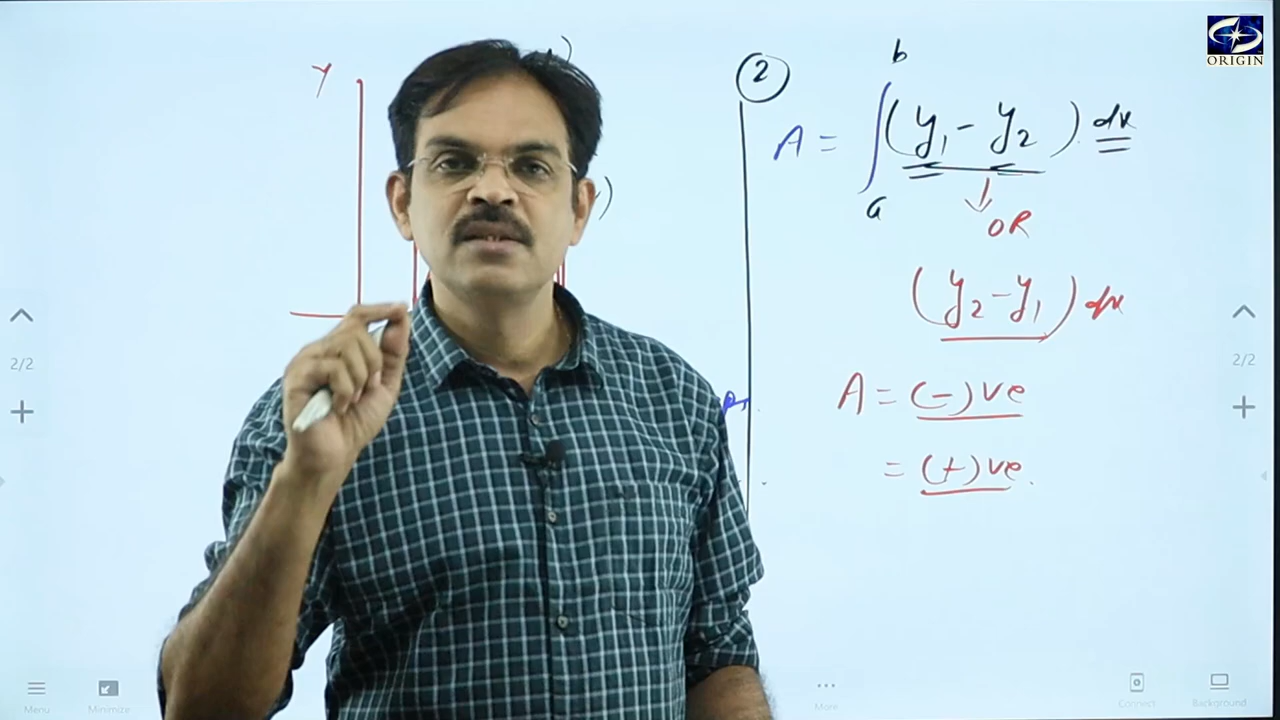 ORIGIN
Y
2
b
A = ∫ (y₁ - y₂) dx
a
OR
(y₂ - y₁) dx
A = (-)ve
= (+)ve.
2/2
2/2
Menu
Minimize
More
Connect
Background